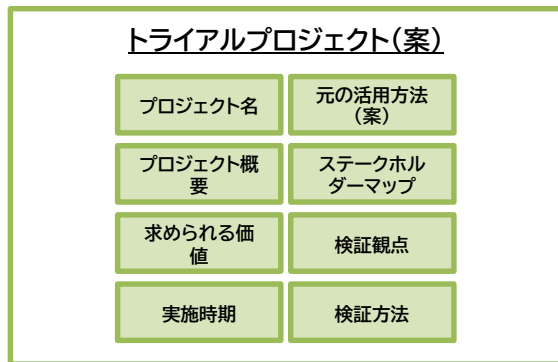 トライアルプロジェクト（案）
プロジェクト名
元の活用方法
（案）
プロジェクト概
要
ステークホル
ダーマップ
求められる価
値
検証観点
実施時期
検証方法